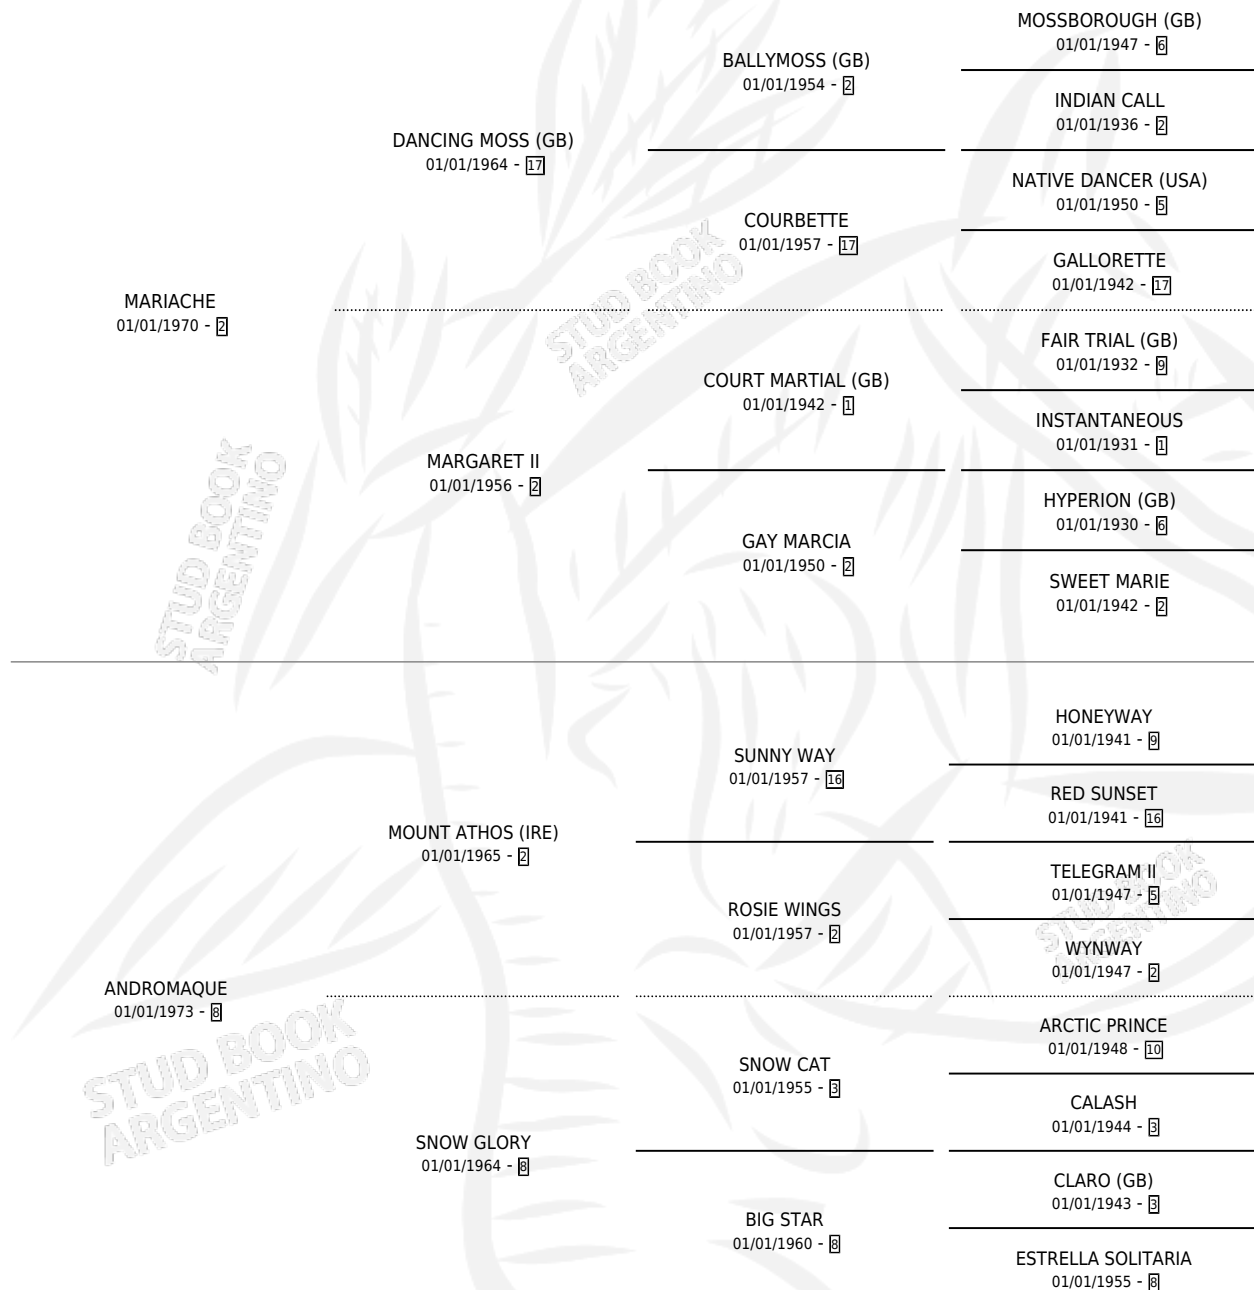 MOSSBOROUGH (GB)
01/01/1947 - 6
BALLYMOSS (GB)
01/01/1954 - 2
INDIAN CALL
01/01/1936 - 2
DANCING MOSS (GB)
01/01/1964 - 17
NATIVE DANCER (USA)
01/01/1950 - 5
COURBETTE
01/01/1957 - 17
GALLORETTE
01/01/1942 - 17
MARIACHE
01/01/1970 - 2
FAIR TRIAL (GB)
01/01/1932 - 9
COURT MARTIAL (GB)
01/01/1942 - 1
INSTANTANEOUS
01/01/1931 - 1
MARGARET II
01/01/1956 - 2
HYPERION (GB)
01/01/1930 - 6
GAY MARCIA
01/01/1950 - 2
SWEET MARIE
01/01/1942 - 2
HONEYWAY
01/01/1941 - 9
SUNNY WAY
01/01/1957 - 16
RED SUNSET
01/01/1941 - 16
MOUNT ATHOS (IRE)
01/01/1965 - 2
TELEGRAM II
01/01/1947 - 5
ROSIE WINGS
01/01/1957 - 2
WYNWAY
01/01/1947 - 2
ANDROMAQUE
01/01/1973 - 8
ARCTIC PRINCE
01/01/1948 - 10
SNOW CAT
01/01/1955 - 3
CALASH
01/01/1944 - 3
SNOW GLORY
01/01/1964 - 8
CLARO (GB)
01/01/1943 - 3
BIG STAR
01/01/1960 - 8
ESTRELLA SOLITARIA
01/01/1955 - 8
STUD BOOK
ARGENTINO
STUD BOOK
ARGENTINO
STUD BOOK
ARGENTINO
STUD BOOK
ARGENTINO